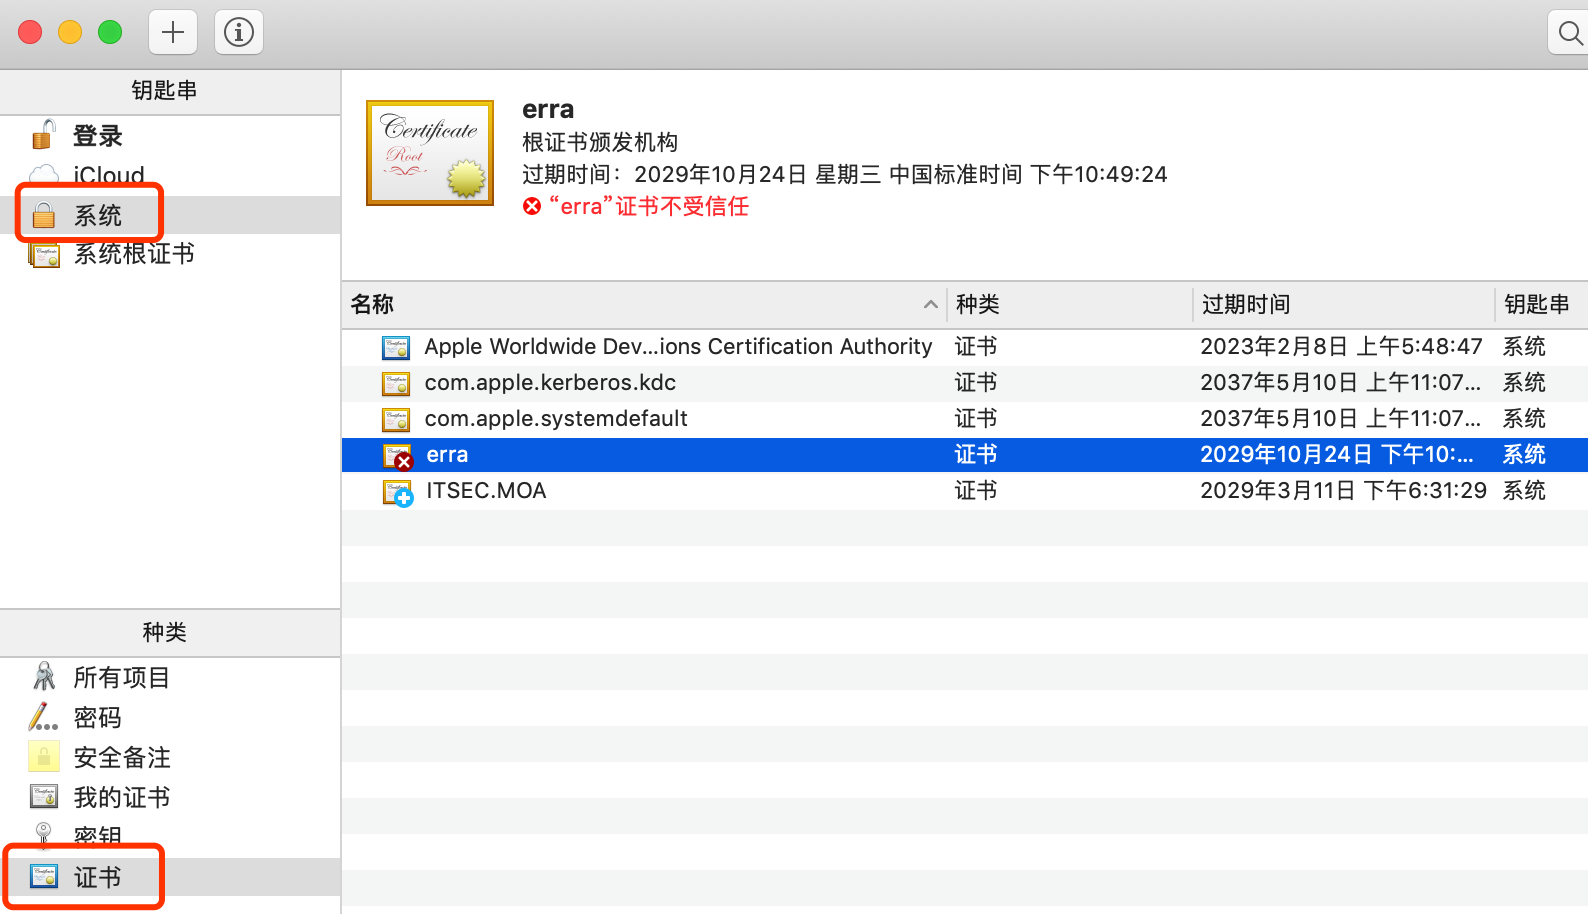 钥匙串
登录
iCloud
系统
系统根证书
Certificate
Root
erra
根证书颁发机构
过期时间：2029年10月24日 星期三 中国标准时间 下午10:49:24
“erra”证书不受信任
名称 种类 过期时间 钥匙串
Apple Worldwide Dev...ions Certification Authority 证书 2023年2月8日 上午5:48:47 系统
com.apple.kerberos.kdc 证书 2037年5月10日 上午11:07... 系统
com.apple.systemdefault 证书 2037年5月10日 上午11:07... 系统
erra 证书 2029年10月24日 下午10:... 系统
ITSEC.MOA 证书 2029年3月11日 下午6:31:29 系统
种类
所有项目
密码
安全备注
我的证书
密钥
证书